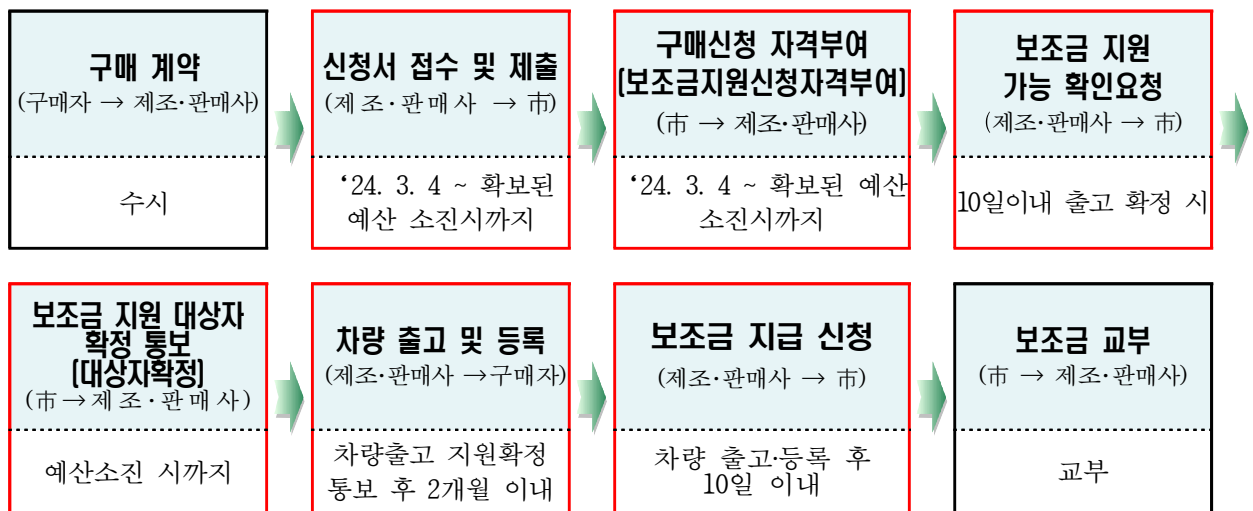 구매 계약
(구매자 → 제조·판매사)
수시
신청서 접수 및 제출
(제조·판매사 → 市)
‘24. 3. 4 ~ 확보된
예산 소진시까지
구매신청 자격부여
(보조금지원신청자격부여)
(市 → 제조·판매사)
‘24. 3. 4 ~ 확보된 예산
소진시까지
보조금 지원
가능 확인요청
(제조·판매사 → 市)
10일이내 출고 확정 시
보조금 지원 대상자
확정 통보
(대상자확정)
(市→제조·판매사)
예산소진 시까지
차량 출고 및 등록
(제조·판매사 →구매자)
차량출고 지원확정
통보 후 2개월 이내
보조금 지급 신청
(제조·판매사 → 市)
차량 출고·등록 후
10일 이내
보조금 교부
(市 → 제조·판매사)
교부